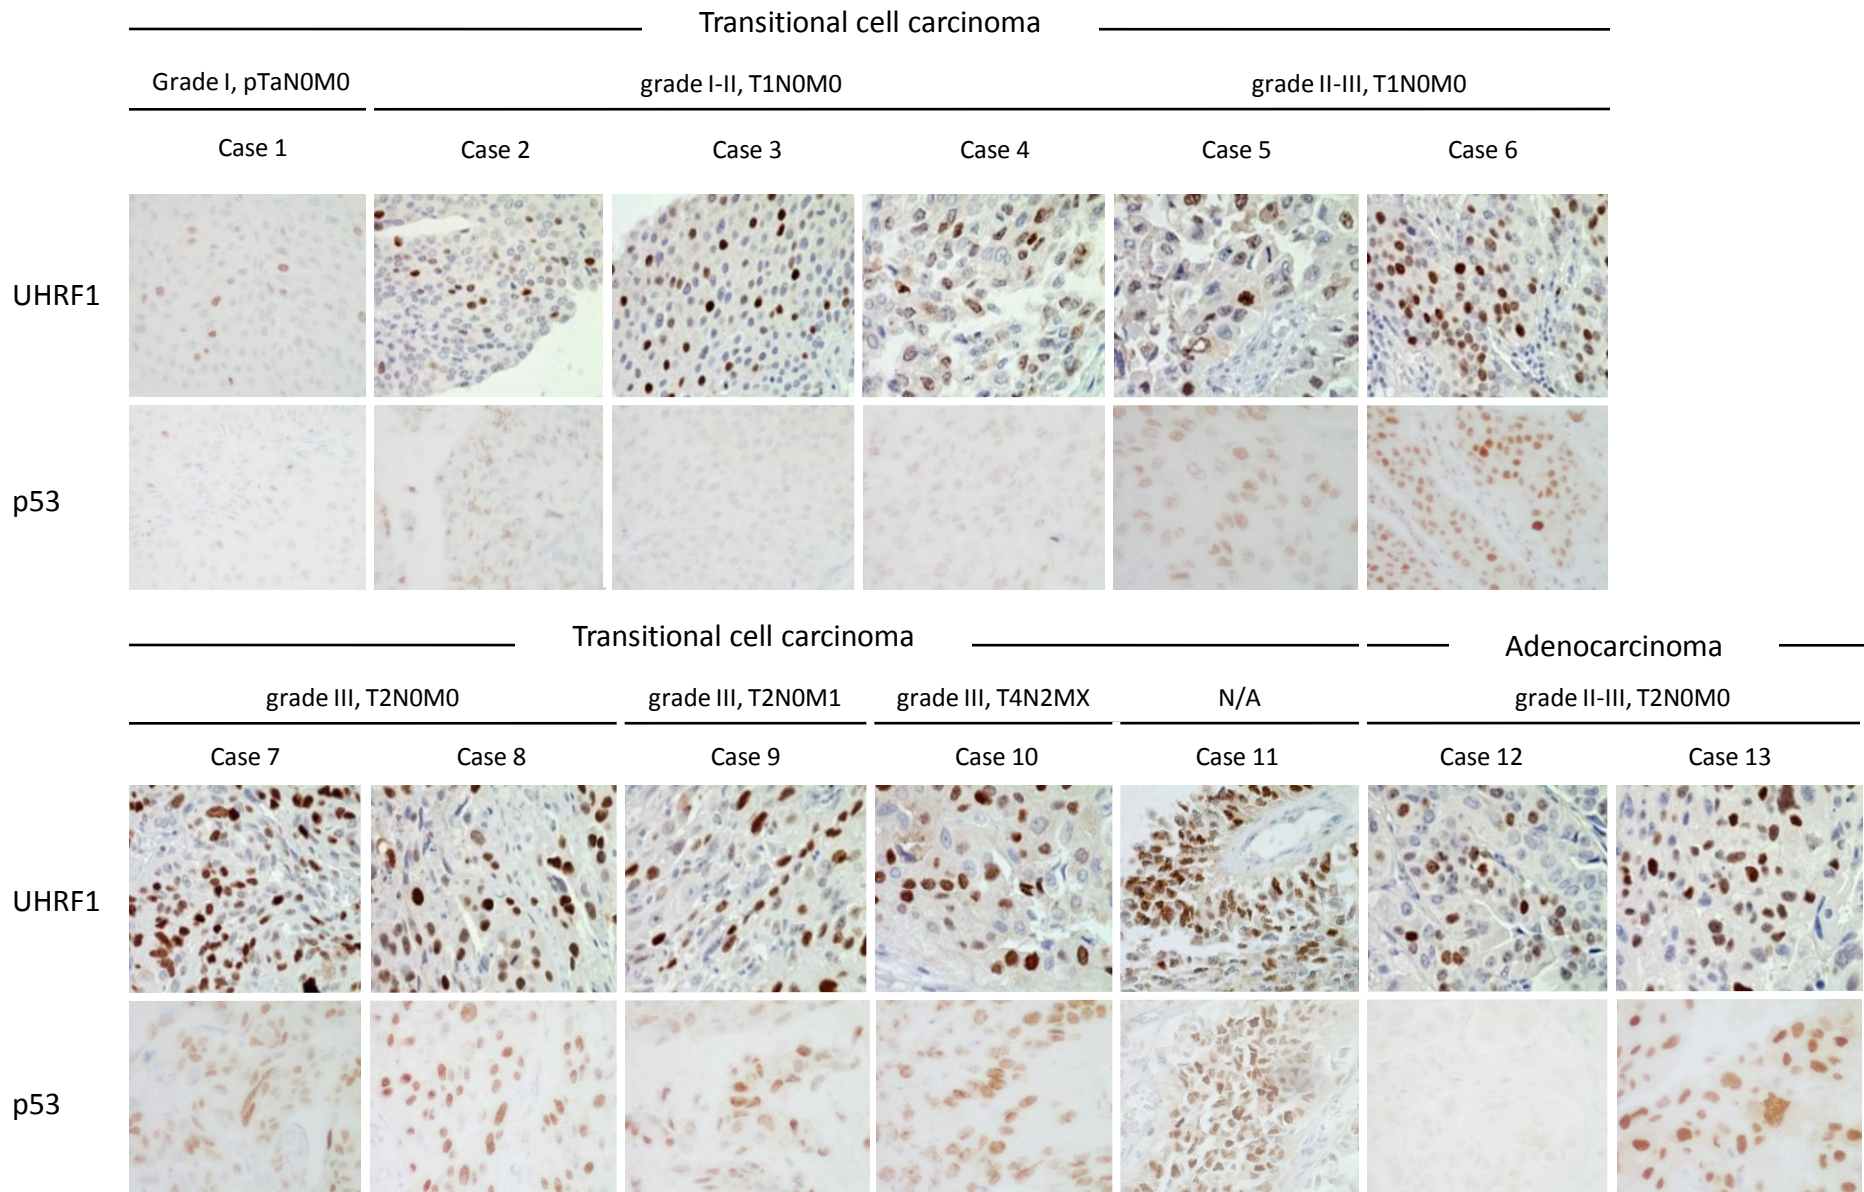 Transitional cell carcinoma
Grade I, pTaN0M0 grade I-II, T1N0M0 grade II-III, T1N0M0
Case 1 Case 2 Case 3 Case 4 Case 5 Case 6
UHRF1
p53
Transitional cell carcinoma Adenocarcinoma
grade III, T2N0M0 grade III, T2N0M1 grade III, T4N2MX N/A grade II-III, T2N0M0
Case 7 Case 8 Case 9 Case 10 Case 11 Case 12 Case 13
UHRF1
p53